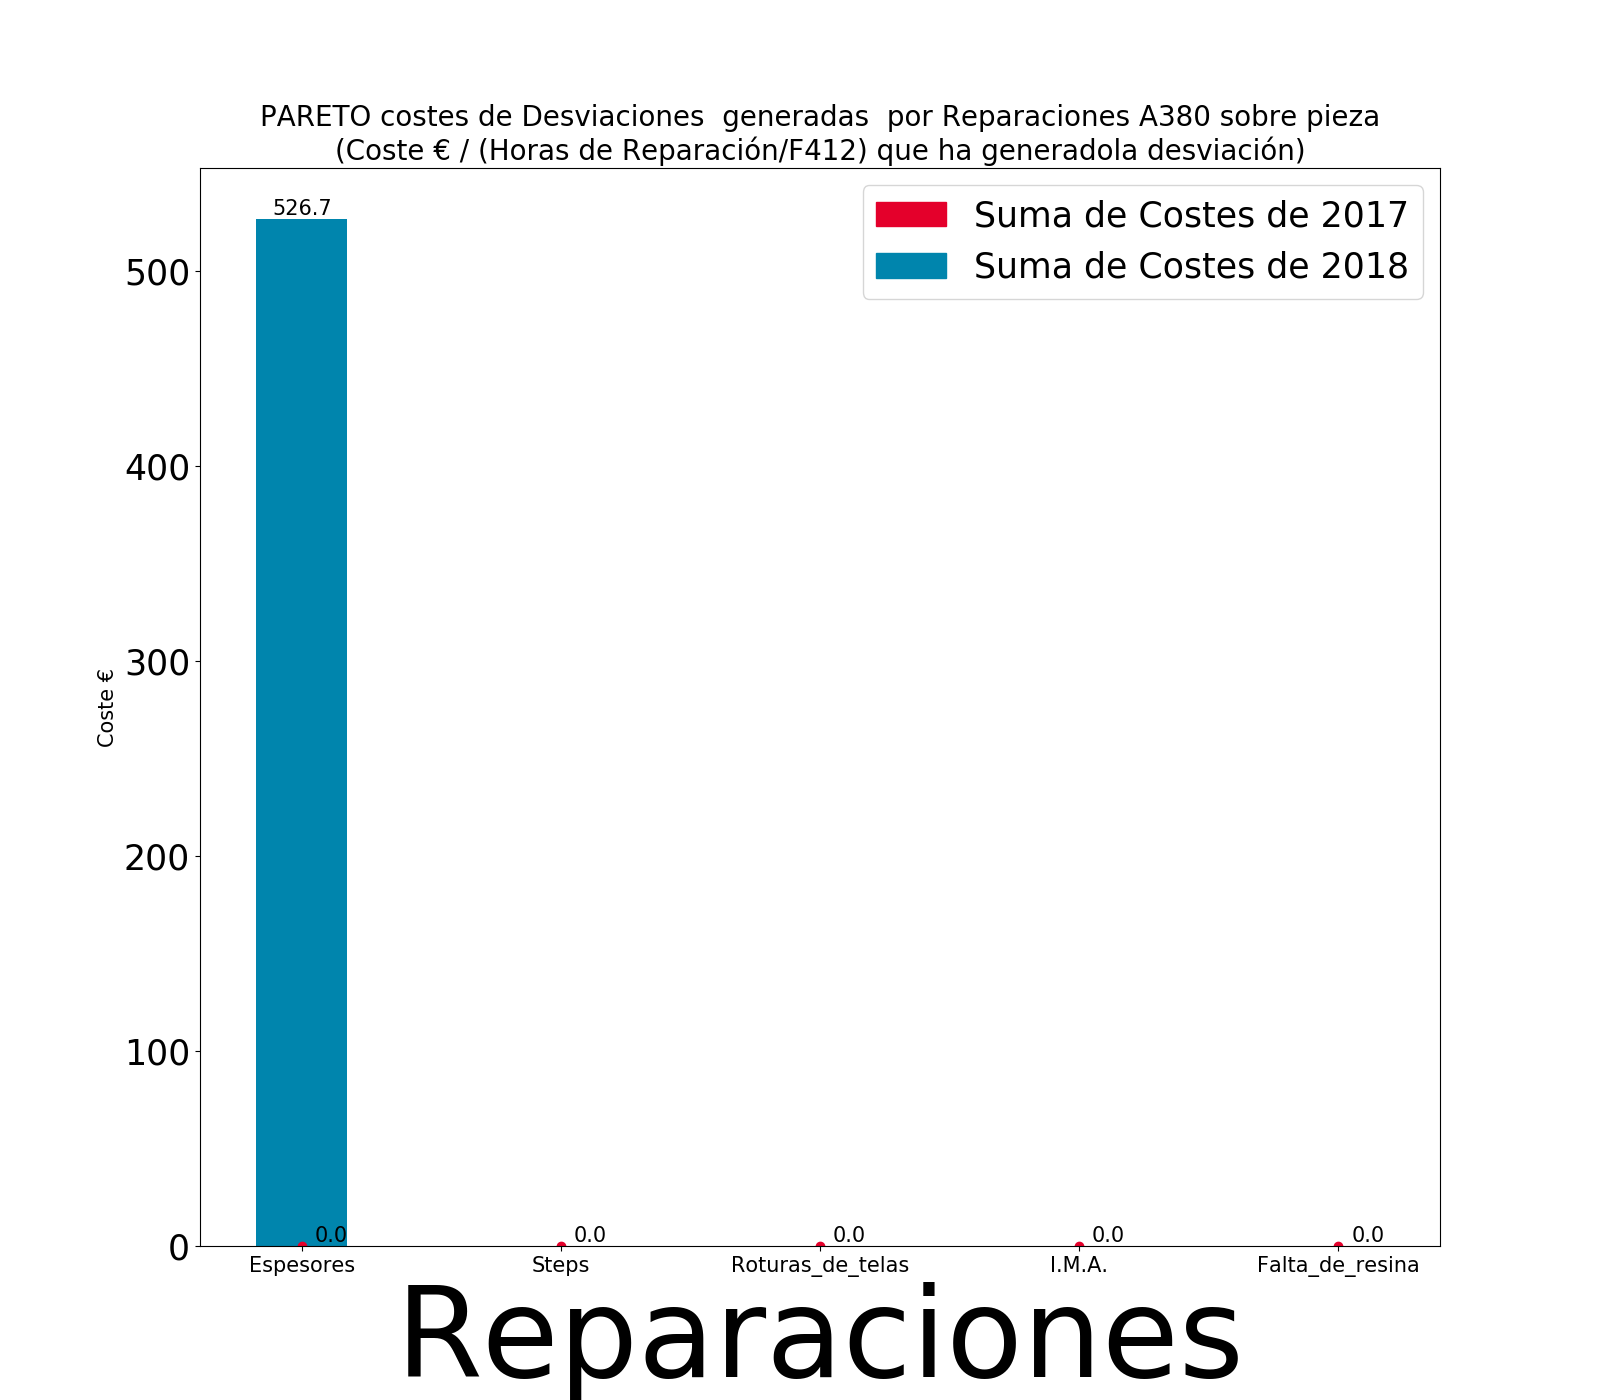 PARETO costes de Desviaciones  generadas  por Reparaciones A380 sobre pieza
(Coste € / (Horas de Reparación/F412) que ha generadola desviación)
Suma de Costes de 2017
Suma de Costes de 2018
526.7
500
400
300
200
100
0
Coste €
0.0
0.0
0.0
0.0
0.0
Espesores
Steps
Roturas_de_telas
I.M.A.
Falta_de_resina
Reparaciones